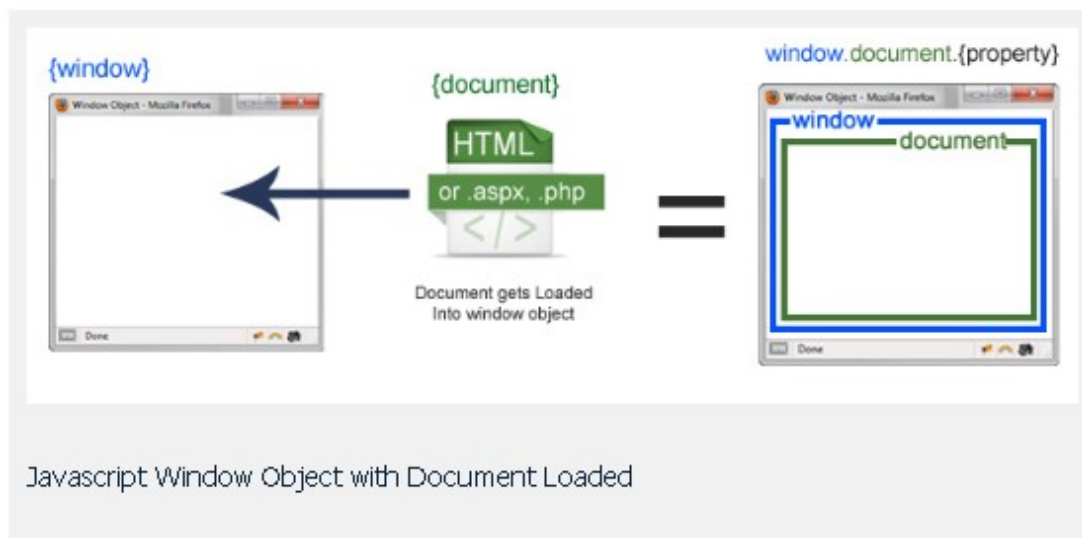 {window}
Window Object - Mozilla Firefox
Done
{document}
HTML
or .aspx, .php
</>
Document gets Loaded
Into window object
=
window.document.{property}
Window Object - Mozilla Firefox
window
document
Done
Javascript Window Object with Document Loaded